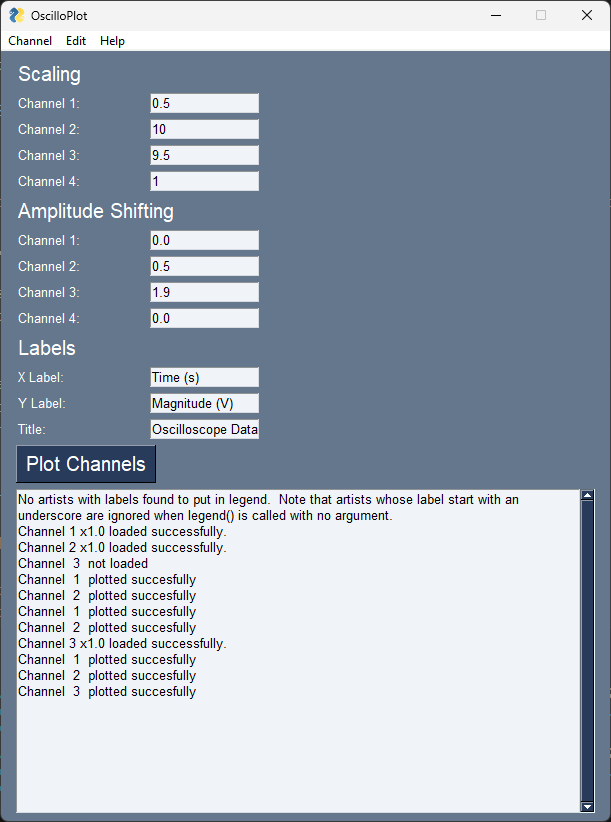 OscilloPlot
Channel Edit Help
Scaling
Channel 1: 0.5
Channel 2: 10
Channel 3: 9.5
Channel 4: 1
Amplitude Shifting
Channel 1: 0.0
Channel 2: 0.5
Channel 3: 1.9
Channel 4: 0.0
Labels
X Label: Time (s)
Y Label: Magnitude (V)
Title: Oscilloscope Data
Plot Channels
No artists with labels found to put in legend.  Note that artists whose label start with an
underscore are ignored when legend() is called with no argument.
Channel 1 x1.0 loaded successfully.
Channel 2 x1.0 loaded successfully.
Channel  3  not loaded
Channel  1  plotted succesfully
Channel  2  plotted succesfully
Channel  1  plotted succesfully
Channel  2  plotted succesfully
Channel 3 x1.0 loaded successfully.
Channel  1  plotted succesfully
Channel  2  plotted succesfully
Channel  3  plotted succesfully